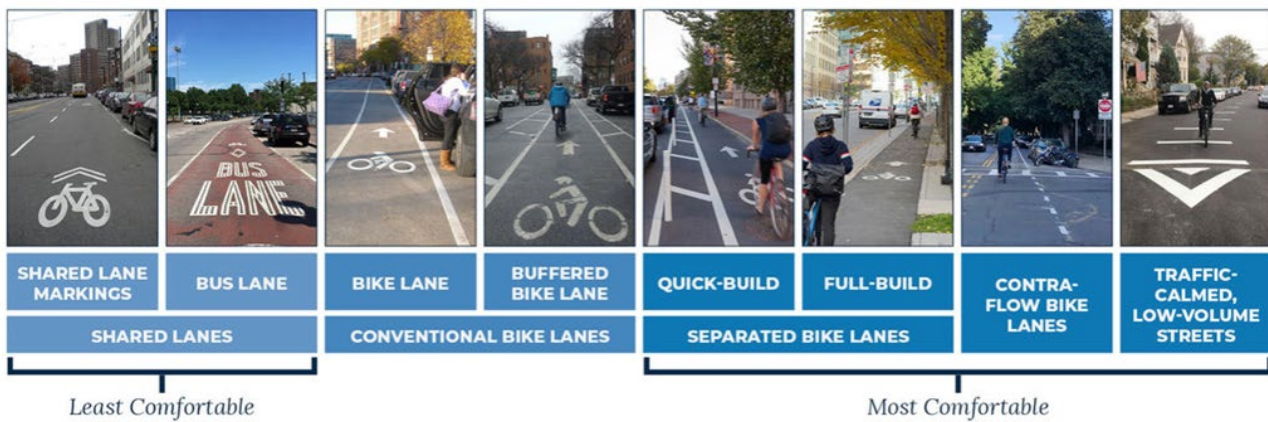 BUS
LANE
SHARED LANE
MARKINGS
BUS LANE
BIKE LANE
BUFFERED
BIKE LANE
QUICK-BUILD
FULL-BUILD
CONTRA-
FLOW BIKE
LANES
TRAFFIC-
CALMED,
LOW-VOLUME
STREETS
SHARED LANES
CONVENTIONAL BIKE LANES
SEPARATED BIKE LANES
Least Comfortable
Most Comfortable